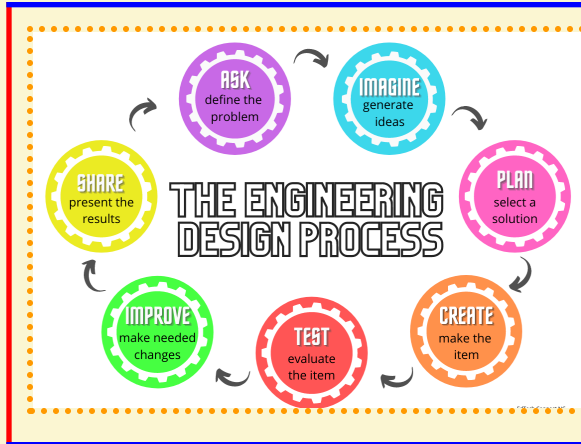 ASK
define the
problem
IMAGINE
generate
ideas
PLAN
select a
solution
CREATE
make the
item
TEST
evaluate
the item
IMPROVE
make needed
changes
SHARE
present the
results
THE ENGINEERING
DESIGN PROCESS